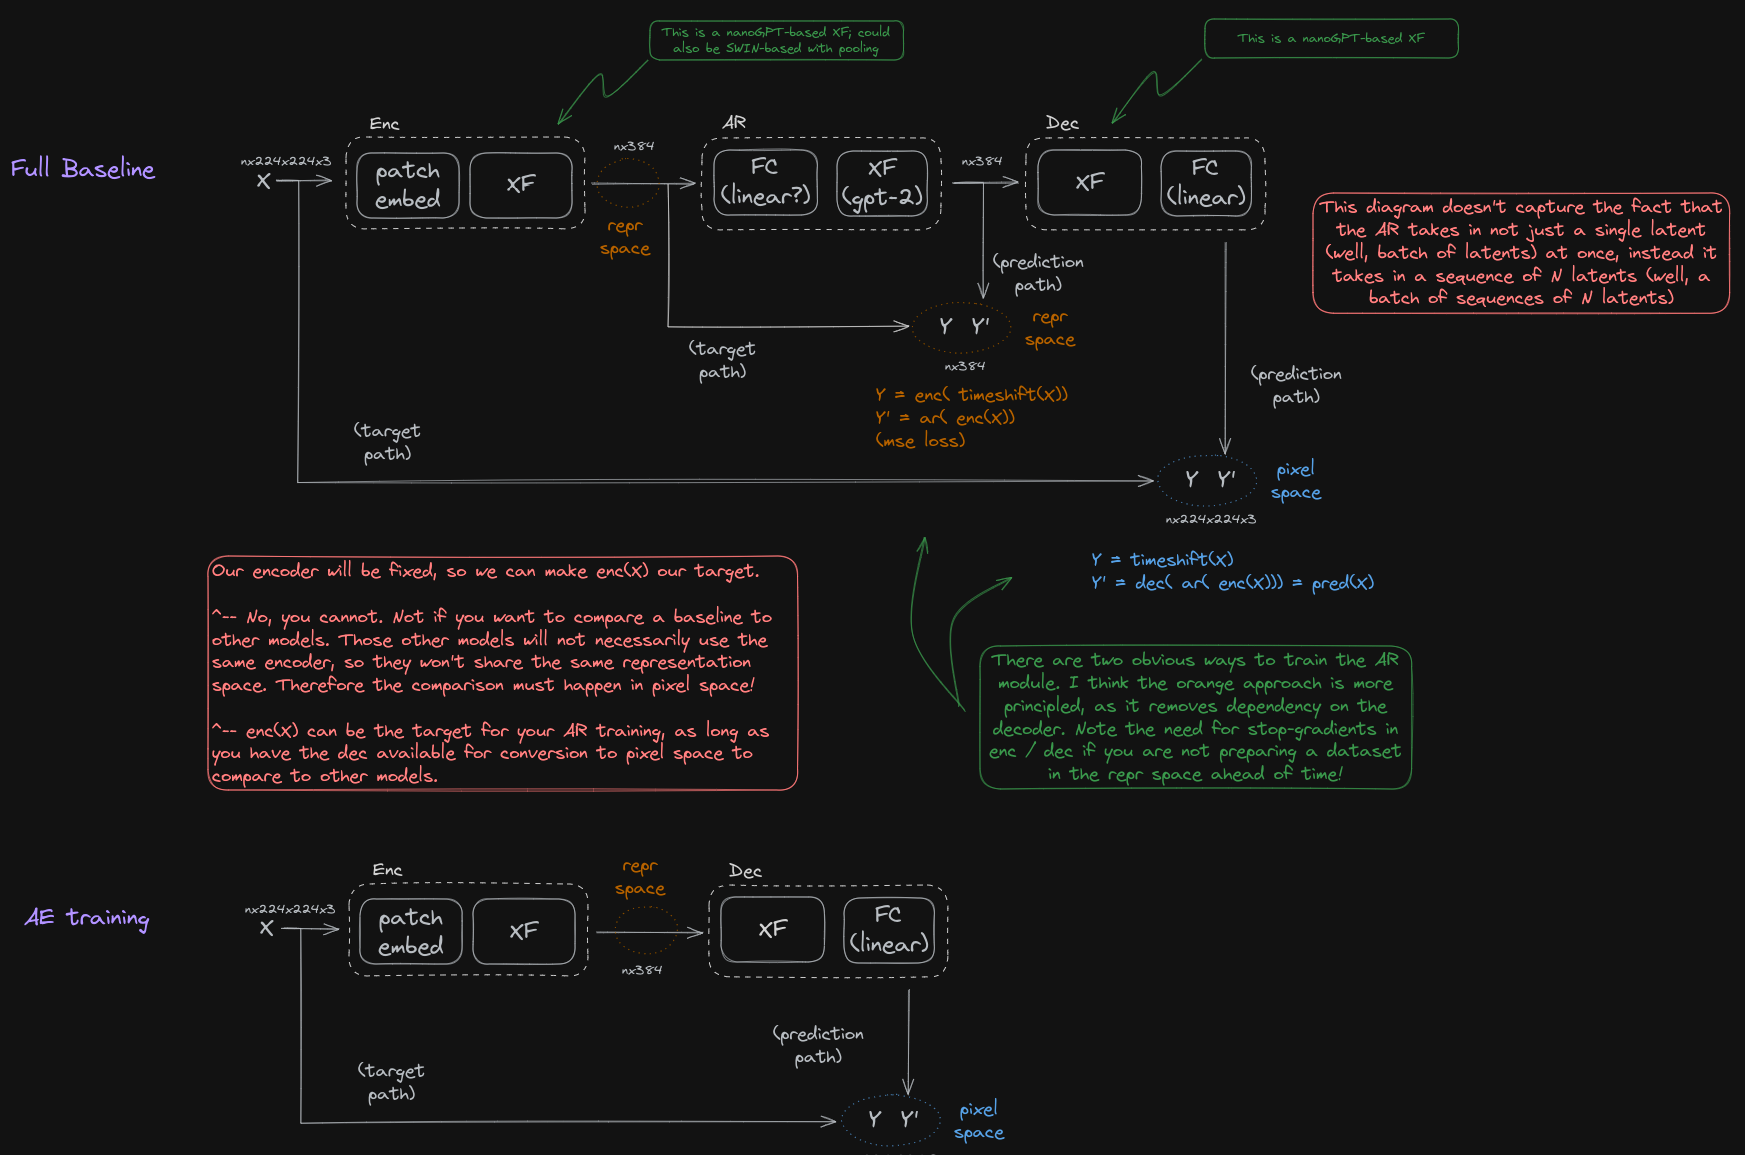 This is a nanoGPT-based XF; could
also be SWIN-based with pooling
This is a nanoGPT-based XF
Full Baseline
nx224x224x3
X
Enc
patch
embed
XF
nx384
repr
space
AR
FC
(linear?)
XF
(gpt-2)
nx384
Dec
XF
FC
(linear)
This diagram doesn't capture the fact that
the AR takes in not just a single latent
(well, batch of latents) at once, instead it
takes in a sequence of N latents (well, a
batch of sequences of N latents)
(prediction
path)
Y Y'
repr
space
nx384
(target
path)
Y = enc( timeshift(X))
Y' = ar( enc(X))
(mse loss)
(prediction
path)
(target
path)
Y Y'
pixel
space
nx224x224x3
Y = timeshift(X)
Y' = dec( ar( enc(X))) = pred(X)
Our encoder will be fixed, so we can make enc(X) our target.
^-- No, you cannot. Not if you want to compare a baseline to
other models. Those other models will not necessarily use the
same encoder, so they won't share the same representation
space. Therefore the comparison must happen in pixel space!
^-- enc(X) can be the target for your AR training, as long as
you have the dec available for conversion to pixel space to
compare to other models.
There are two obvious ways to train the AR
module. I think the orange approach is more
principled, as it removes dependency on the
decoder. Note the need for stop-gradients in
enc / dec if you are not preparing a dataset
in the repr space ahead of time!
AE training
nx224x224x3
X
Enc
patch
embed
XF
repr
space
nx384
Dec
XF
FC
(linear)
(prediction
path)
(target
path)
Y Y'
pixel
space